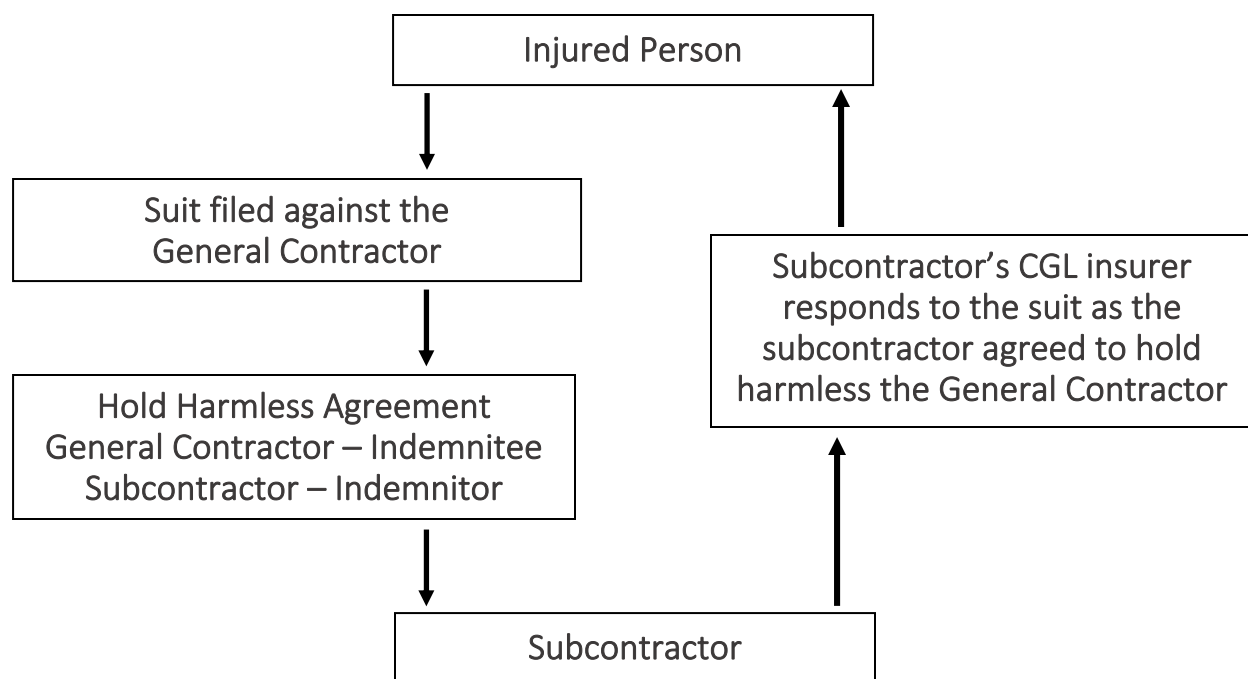 Injured Person
Suit filed against the
General Contractor
Hold Harmless Agreement
General Contractor – Indemnitee
Subcontractor – Indemnitor
Subcontractor
Subcontractor’s CGL insurer
responds to the suit as the
subcontractor agreed to hold
harmless the General Contractor